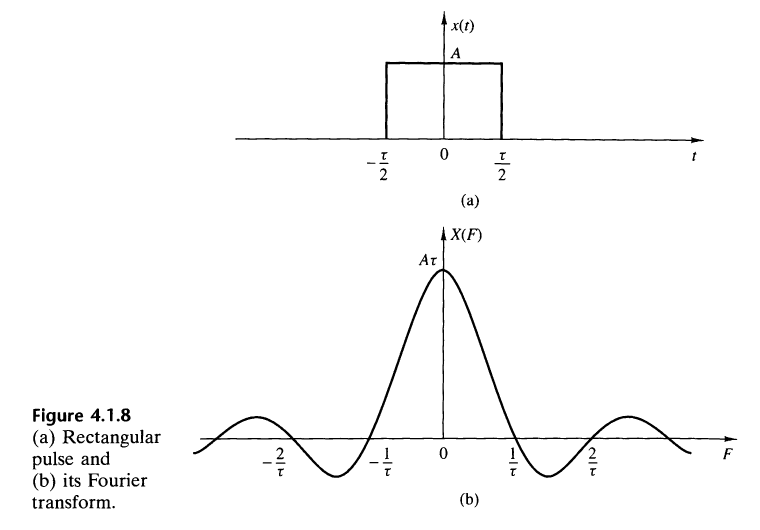 x(t)
A
-τ/2
0
τ/2
t
(a)
X(F)
Aτ
Figure 4.1.8
(a) Rectangular
pulse and
(b) its Fourier
transform.
-2/τ
-1/τ
0
1/τ
2/τ
F
(b)